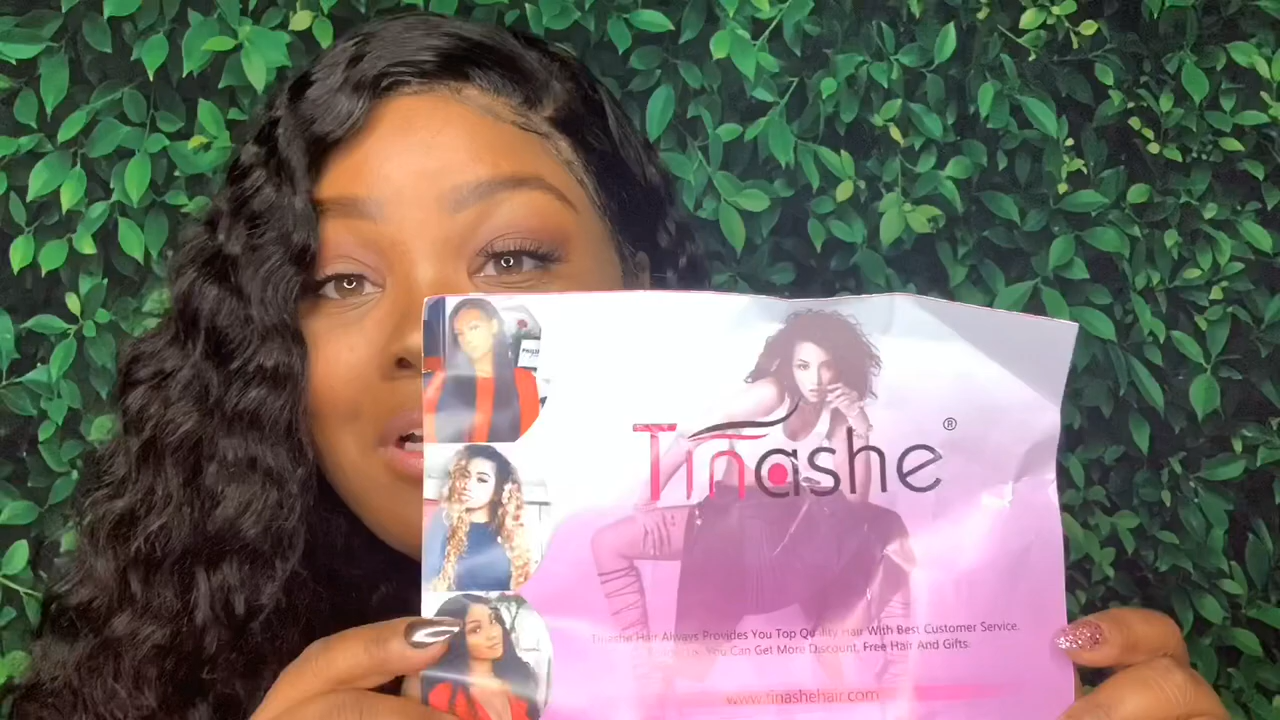 Tinashe®
Tinashe Hair Always Provides You Top Quality Hair With Best Customer Service.
You Can Get More Discount, Free Hair And Gifts.
www.tinashehair.com